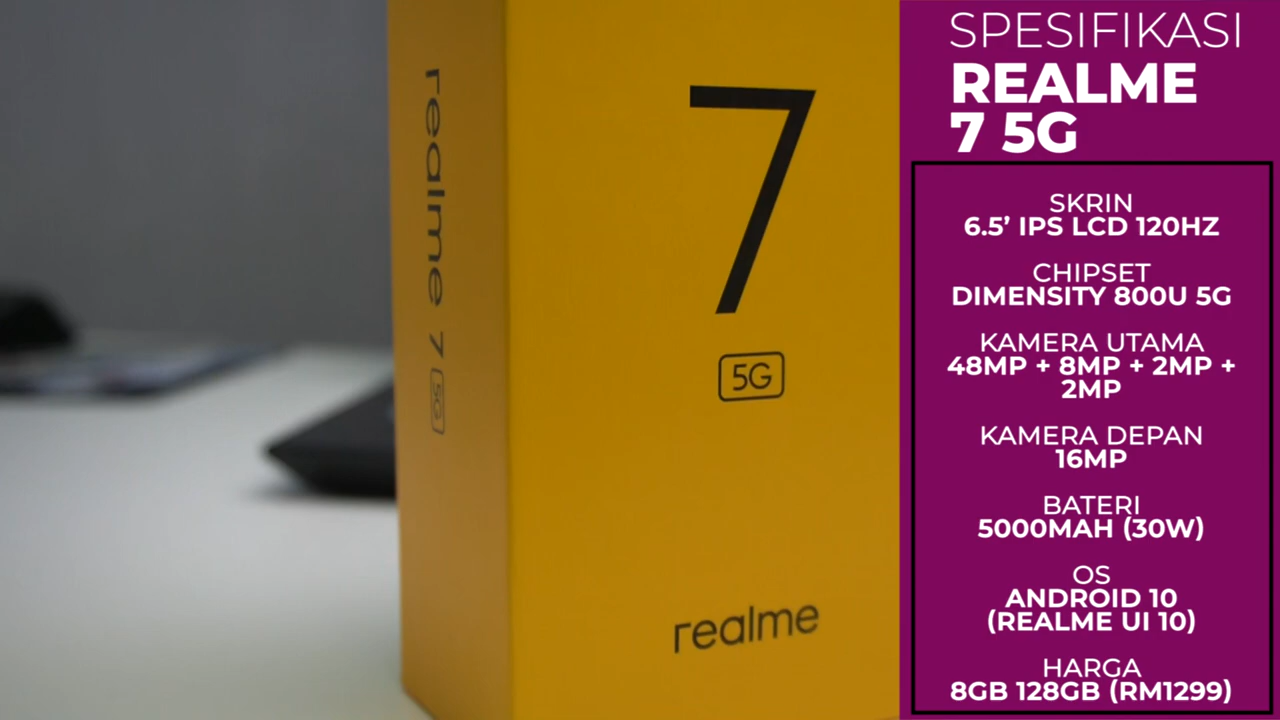 realme 7 5G
7
5G
realme
SPESIFIKASI
REALME
7 5G
SKRIN
6.5’ IPS LCD 120HZ
CHIPSET
DIMENSITY 800U 5G
KAMERA UTAMA
48MP + 8MP + 2MP +
2MP
KAMERA DEPAN
16MP
BATERI
5000MAH (30W)
OS
ANDROID 10
(REALME UI 10)
HARGA
8GB 128GB (RM1299)